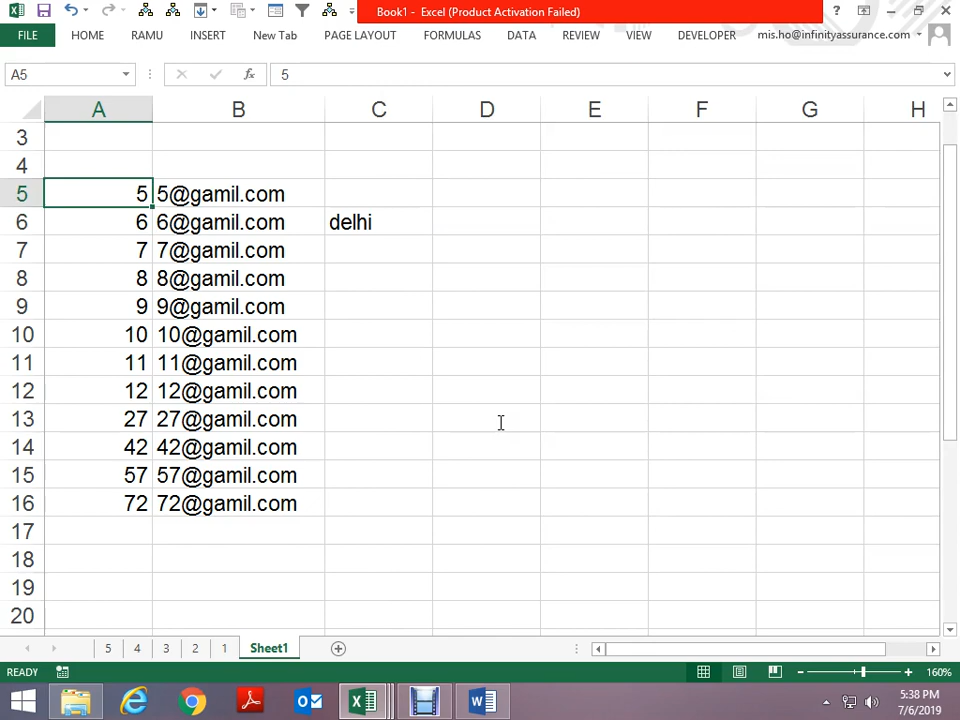 Book1 - Excel (Product Activation Failed)
?
FILE HOME RAMU INSERT New Tab PAGE LAYOUT FORMULAS DATA REVIEW VIEW DEVELOPER mis.ho@infinityassurance.com
A5 fx 5
A B C D E F G H
3
4
5 5 5@gamil.com
6 6 6@gamil.com delhi
7 7 7@gamil.com
8 8 8@gamil.com
9 9 9@gamil.com
10 10 10@gamil.com
11 11 11@gamil.com
12 12 12@gamil.com
13 27 27@gamil.com
14 42 42@gamil.com
15 57 57@gamil.com
16 72 72@gamil.com
17
18
19
20
5 4 3 2 1 Sheet1
READY 160%
5:38 PM
7/6/2019